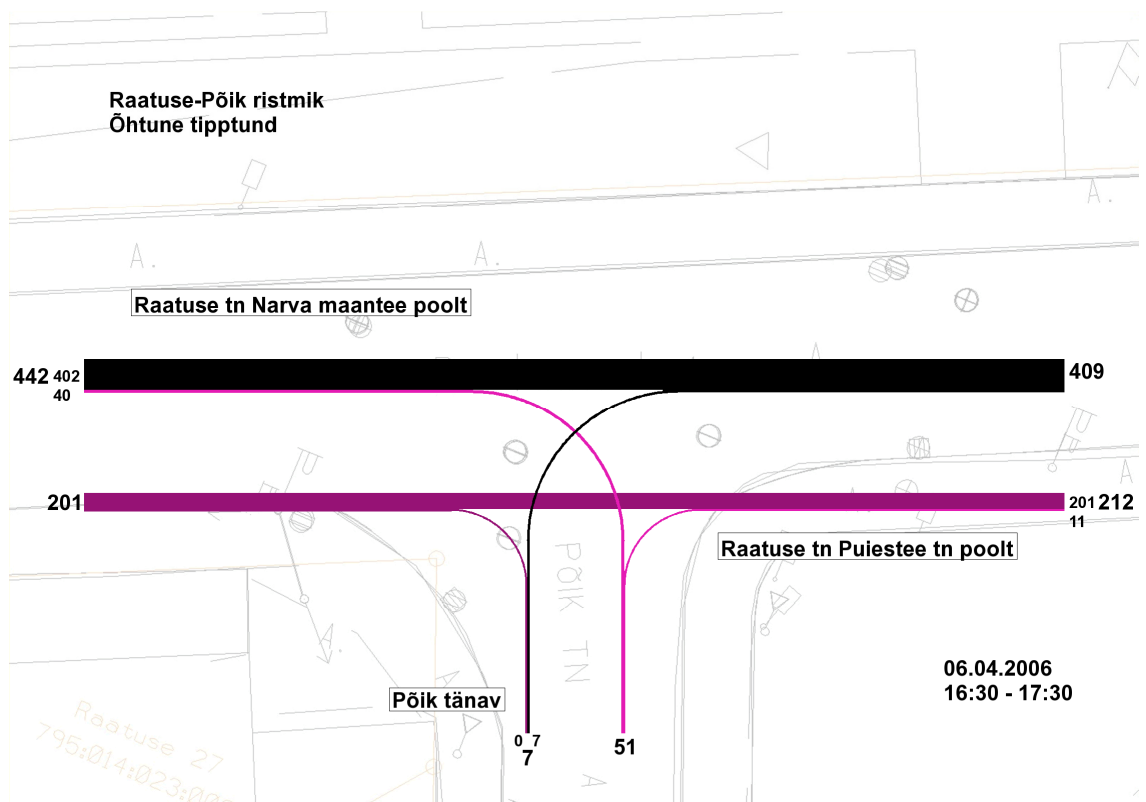 Raatuse-Põik ristmik
Õhtune tipptund
A.
A.
A.
Raatuse tn Narva maantee poolt
442 402
40
409
201
201 212
11
A
Raatuse tn Puiestee tn poolt
PÕIK TN
A.
06.04.2006
16:30 - 17:30
Põik tänav
0 7
7
51
Raatuse 27
A